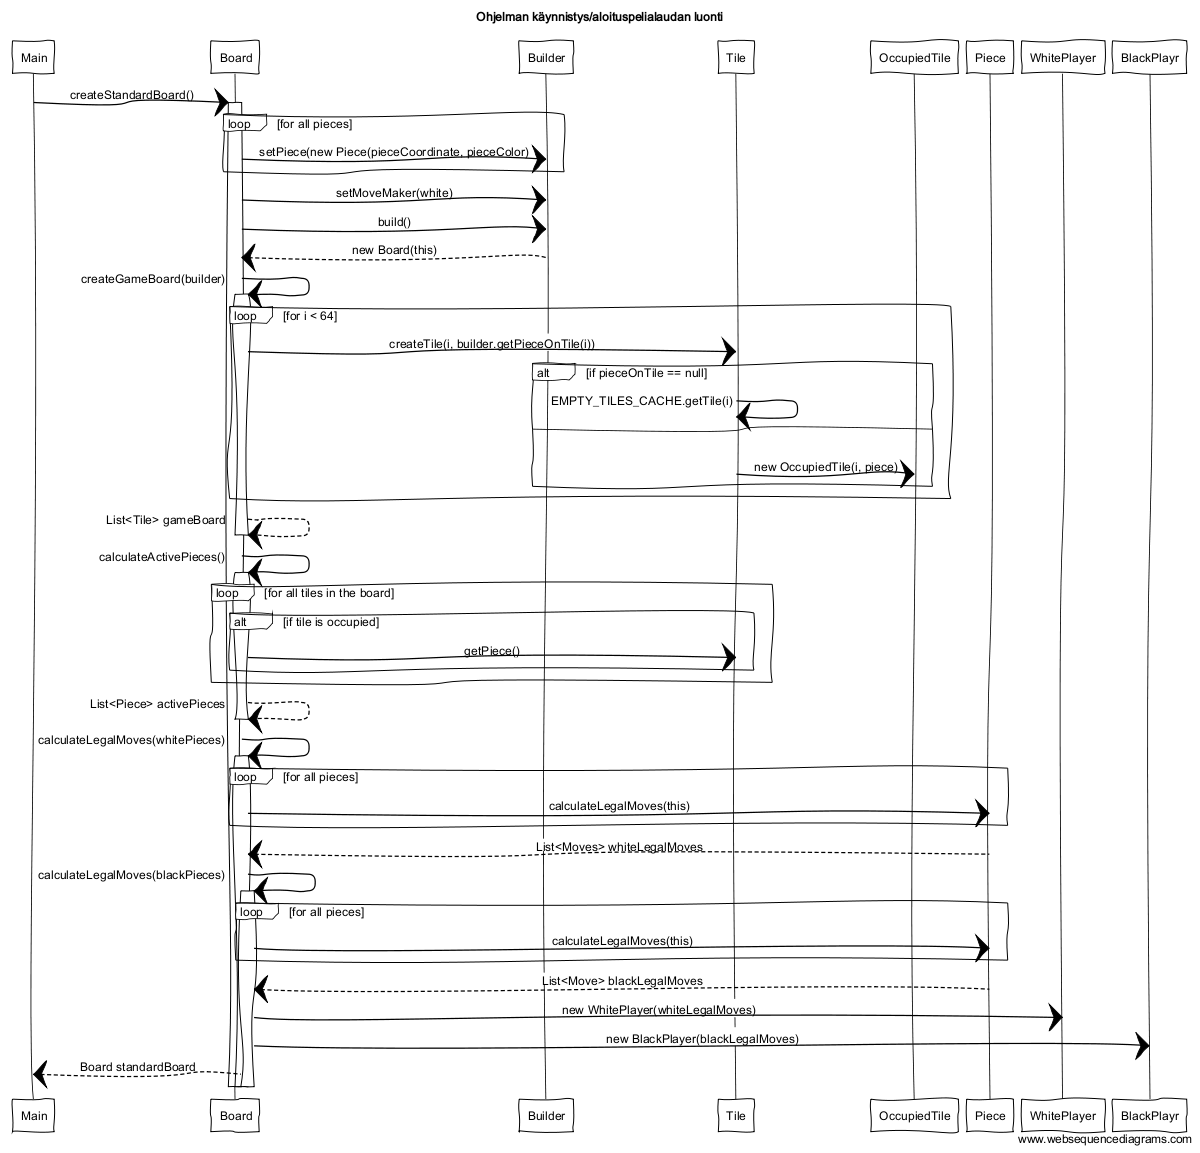 Ohjelman käynnistys/aloituspelialaudan luonti
Main
Board
Builder
Tile
OccupiedTile
Piece
WhitePlayer
BlackPlayr
createStandardBoard()
loop
[for all pieces]
setPiece(new Piece(pieceCoordinate, pieceColor)
setMoveMaker(white)
build()
new Board(this)
createGameBoard(builder)
loop
[for i < 64]
createTile(i, builder.getPieceOnTile(i))
alt
[if pieceOnTile == null]
EMPTY_TILES_CACHE.getTile(i)
new OccupiedTile(i, piece)
List<Tile> gameBoard
calculateActivePieces()
loop
[for all tiles in the board]
alt
[if tile is occupied]
getPiece()
List<Piece> activePieces
calculateLegalMoves(whitePieces)
loop
[for all pieces]
calculateLegalMoves(this)
List<Moves> whiteLegalMoves
calculateLegalMoves(blackPieces)
loop
[for all pieces]
calculateLegalMoves(this)
List<Move> blackLegalMoves
new WhitePlayer(whiteLegalMoves)
new BlackPlayer(blackLegalMoves)
Board standardBoard
Main
Board
Builder
Tile
OccupiedTile
Piece
WhitePlayer
BlackPlayr
www.websequencediagrams.com